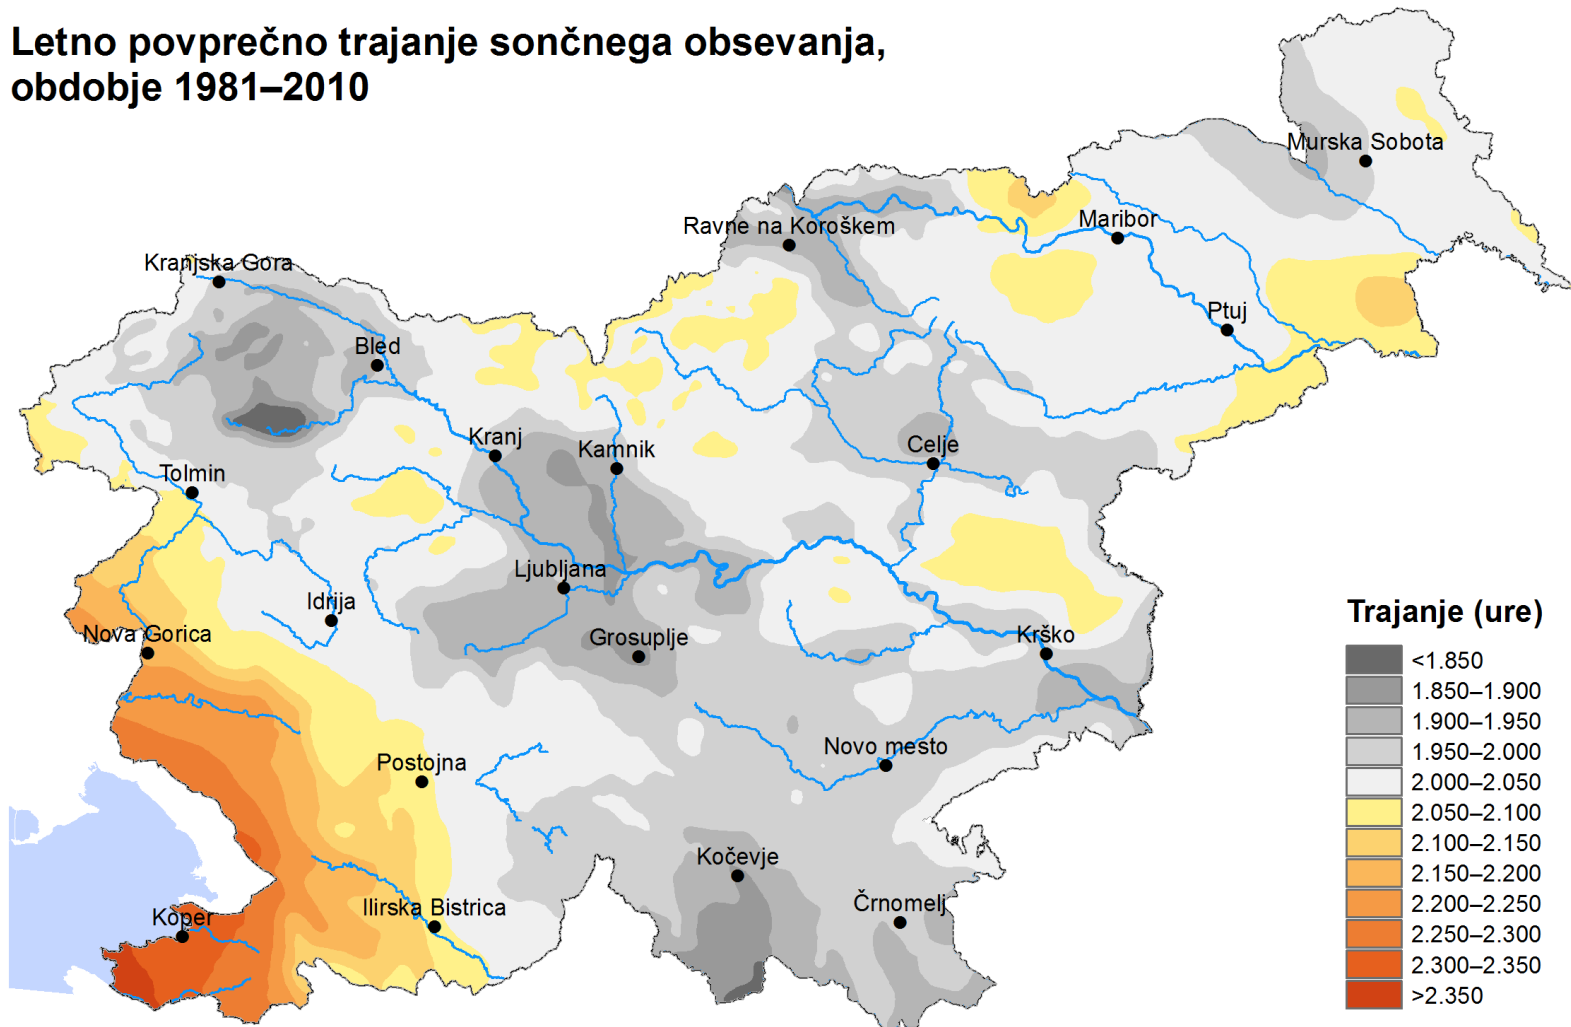 Letno povprečno trajanje sončnega obsevanja,
obdobje 1981–2010
Murska Sobota
Maribor
Ravne na Koroškem
Kranjska Gora
Ptuj
Bled
Kranj
Kamnik
Celje
Tolmin
Ljubljana
Idrija
Nova Gorica
Grosuplje
Krško
Novo mesto
Postojna
Kočevje
Črnomelj
Ilirska Bistrica
Koper
Trajanje (ure)
<1.850
1.850–1.900
1.900–1.950
1.950–2.000
2.000–2.050
2.050–2.100
2.100–2.150
2.150–2.200
2.200–2.250
2.250–2.300
2.300–2.350
>2.350